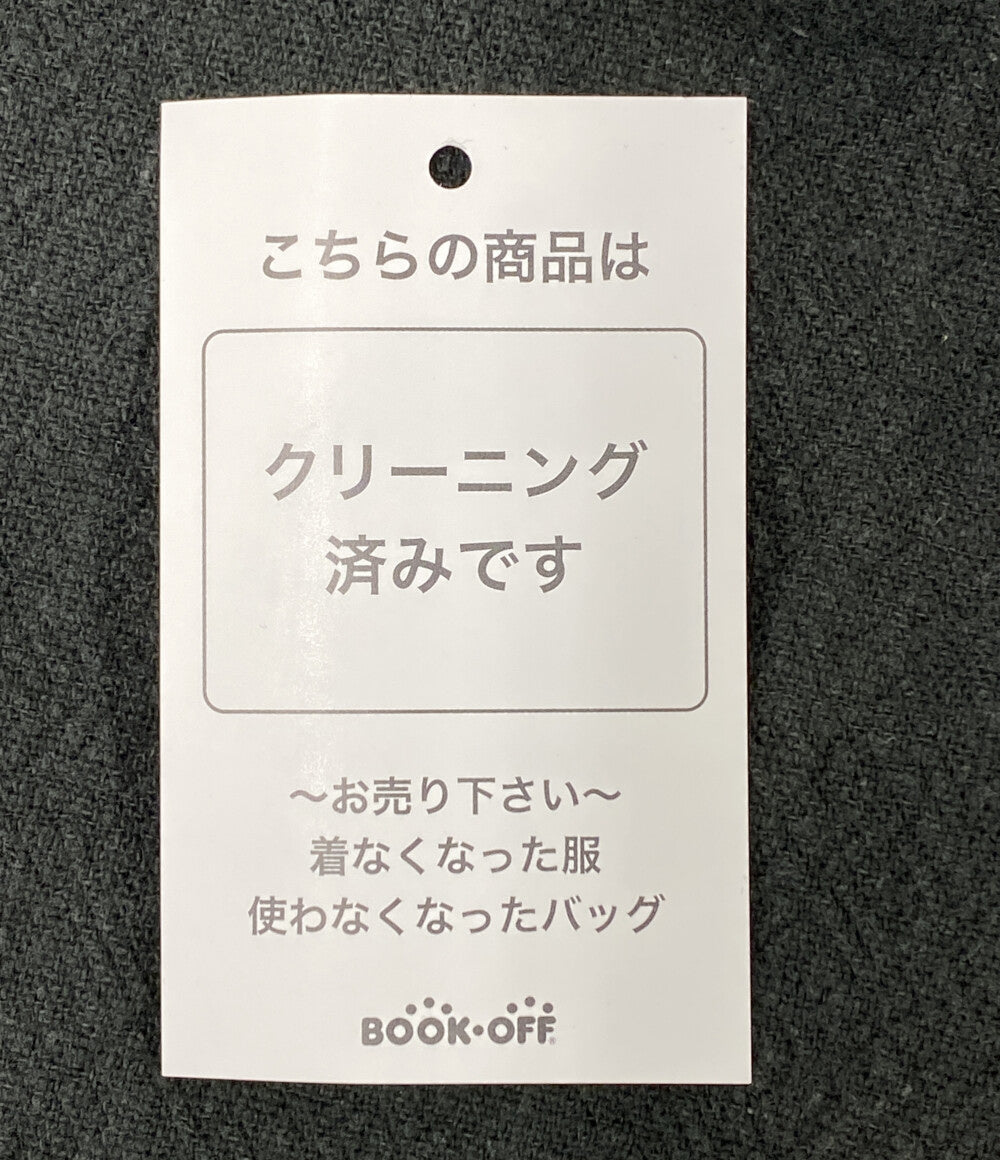 こちらの商品は
クリーニング
済みです
〜お売り下さい〜
着なくなった服
使わなくなったバッグ
BOOK・OFF®